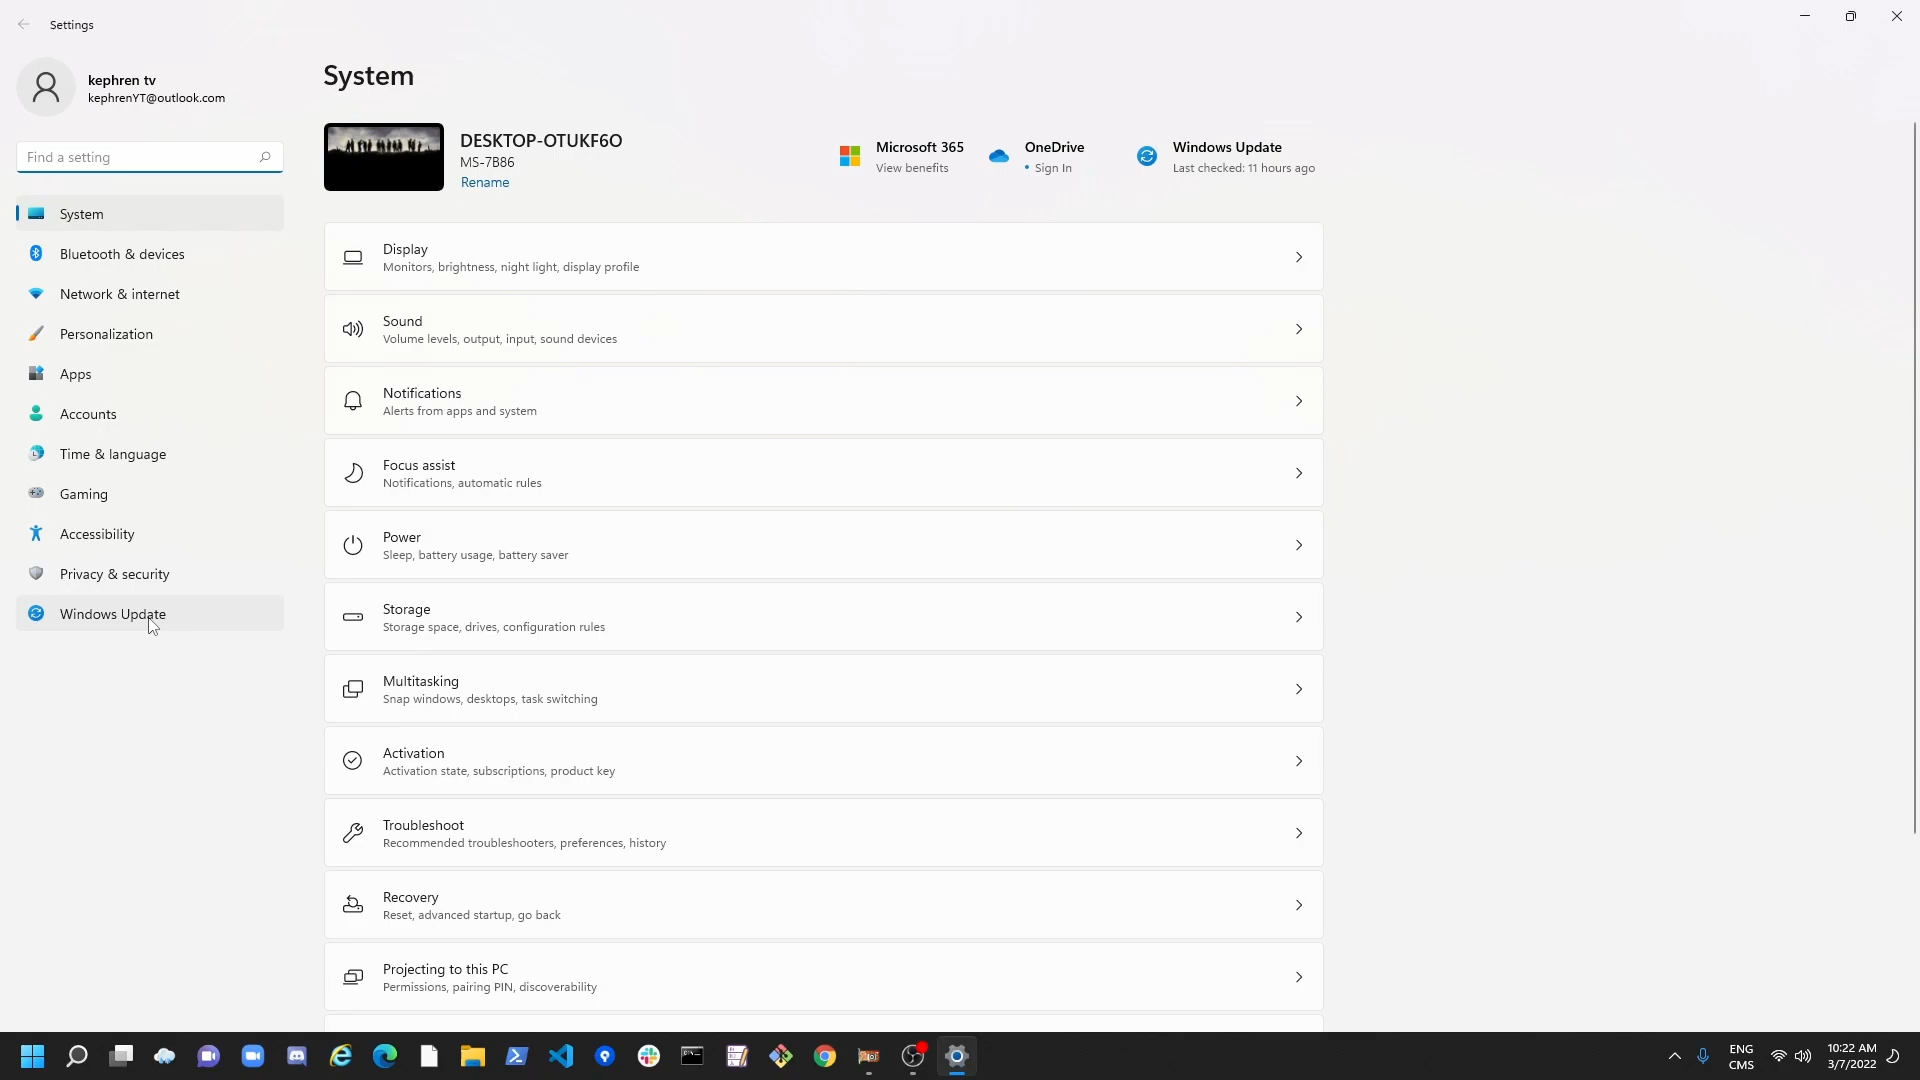 Settings
kephren tv
kephrenYT@outlook.com
Find a setting
System
Bluetooth & devices
Network & internet
Personalization
Apps
Accounts
Time & language
Gaming
Accessibility
Privacy & security
Windows Update
System
DESKTOP-OTUKF6O
MS-7B86
Rename
Microsoft 365
View benefits
OneDrive
• Sign In
Windows Update
Last checked: 11 hours ago
Display
Monitors, brightness, night light, display profile
Sound
Volume levels, output, input, sound devices
Notifications
Alerts from apps and system
Focus assist
Notifications, automatic rules
Power
Sleep, battery usage, battery saver
Storage
Storage space, drives, configuration rules
Multitasking
Snap windows, desktops, task switching
Activation
Activation state, subscriptions, product key
Troubleshoot
Recommended troubleshooters, preferences, history
Recovery
Reset, advanced startup, go back
Projecting to this PC
Permissions, pairing PIN, discoverability
ENG
CMS
10:22 AM
3/7/2022